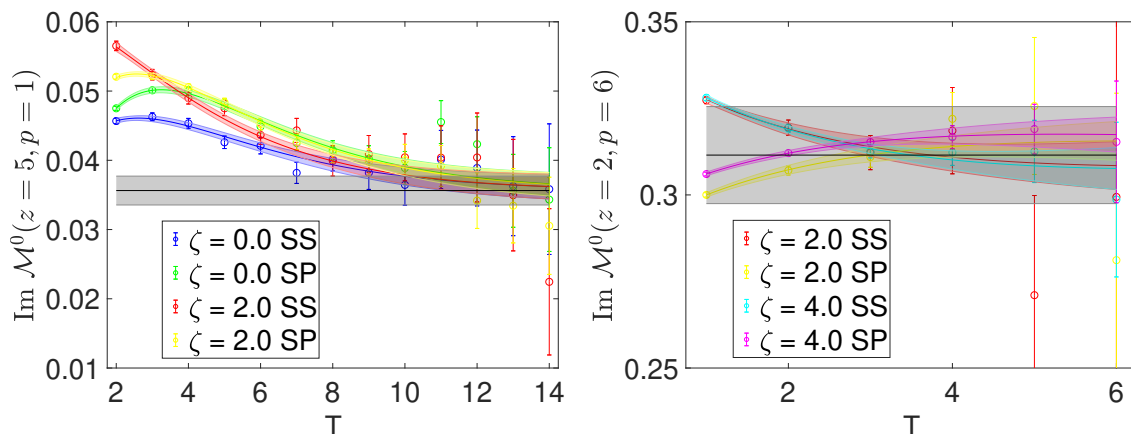 Im M⁰(z = 5, p = 1)
0.06
0.05
0.04
0.03
0.02
0.01
ζ = 0.0 SS
ζ = 0.0 SP
ζ = 2.0 SS
ζ = 2.0 SP
2 4 6 8 10 12 14
T
Im M⁰(z = 2, p = 6)
0.35
0.3
0.25
ζ = 2.0 SS
ζ = 2.0 SP
ζ = 4.0 SS
ζ = 4.0 SP
2 4 6
T